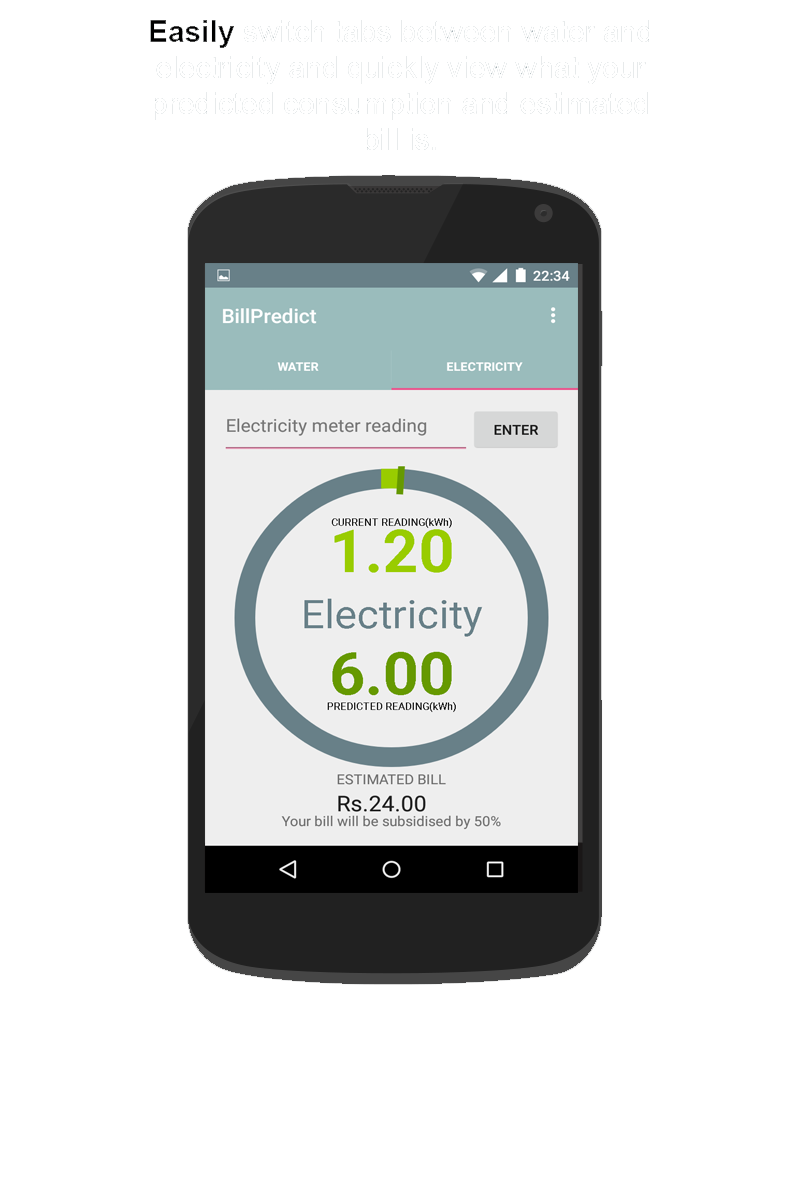 Easily switch tabs between water and
electricity and quickly view what your
predicted consumption and estimated
bill is.
22:34
BillPredict
WATER ELECTRICITY
Electricity meter reading ENTER
CURRENT READING(kWh)
1.20
Electricity
6.00
PREDICTED READING(kWh)
ESTIMATED BILL
Rs.24.00
Your bill will be subsidised by 50%